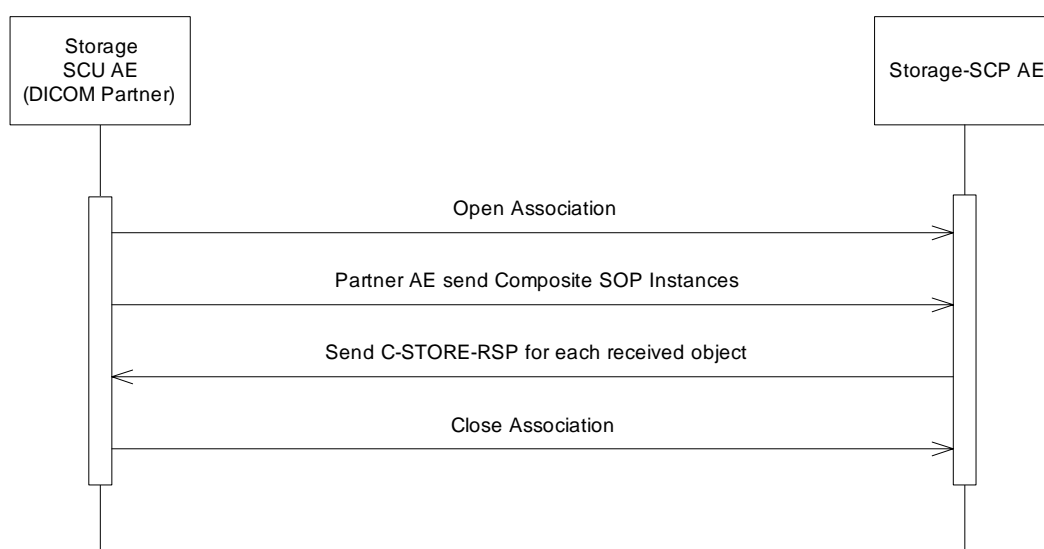 Storage
SCU AE
(DICOM Partner)
Storage-SCP AE
Open Association
Partner AE send Composite SOP Instances
Send C-STORE-RSP for each received object
Close Association